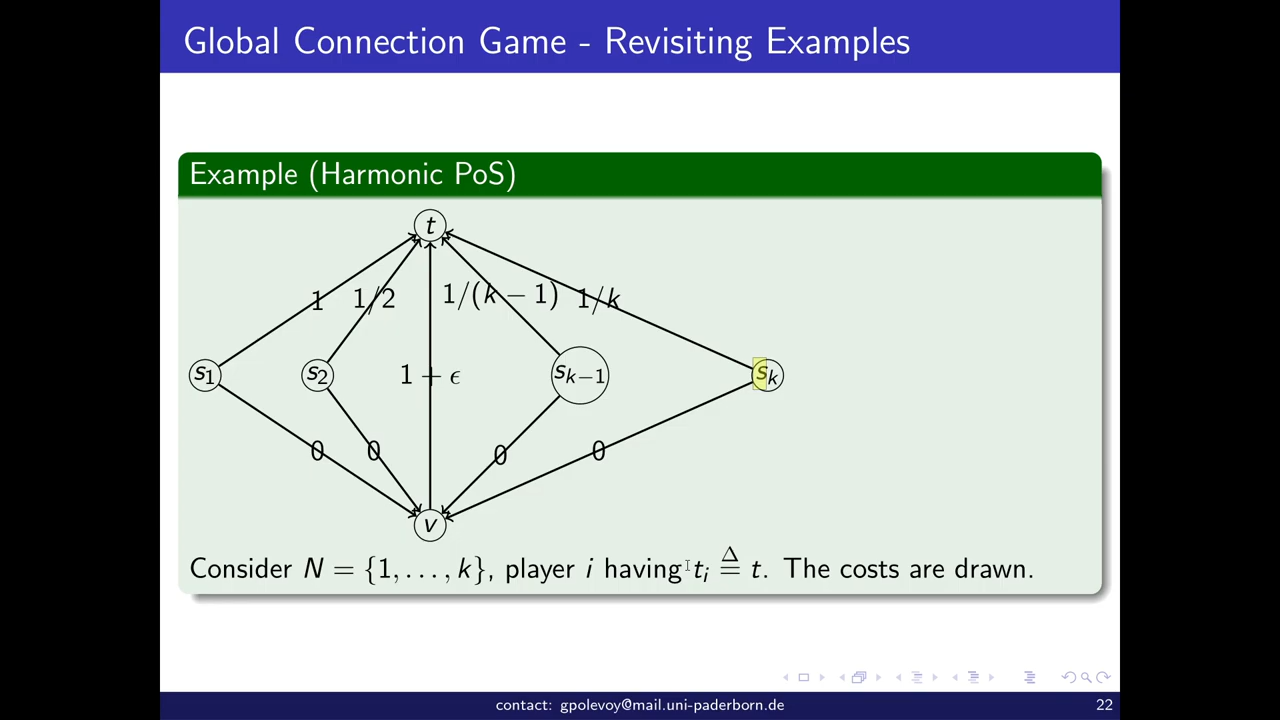 Global Connection Game - Revisiting Examples
Example (Harmonic PoS)
t
1 1/2 1/(k − 1) 1/k
s1 s2 1 + ϵ sk−1 sk
0 0 0 0
v
Consider N = {1, . . . , k}, player i having ti ≜ t. The costs are drawn.
contact: gpolevoy@mail.uni-paderborn.de 22